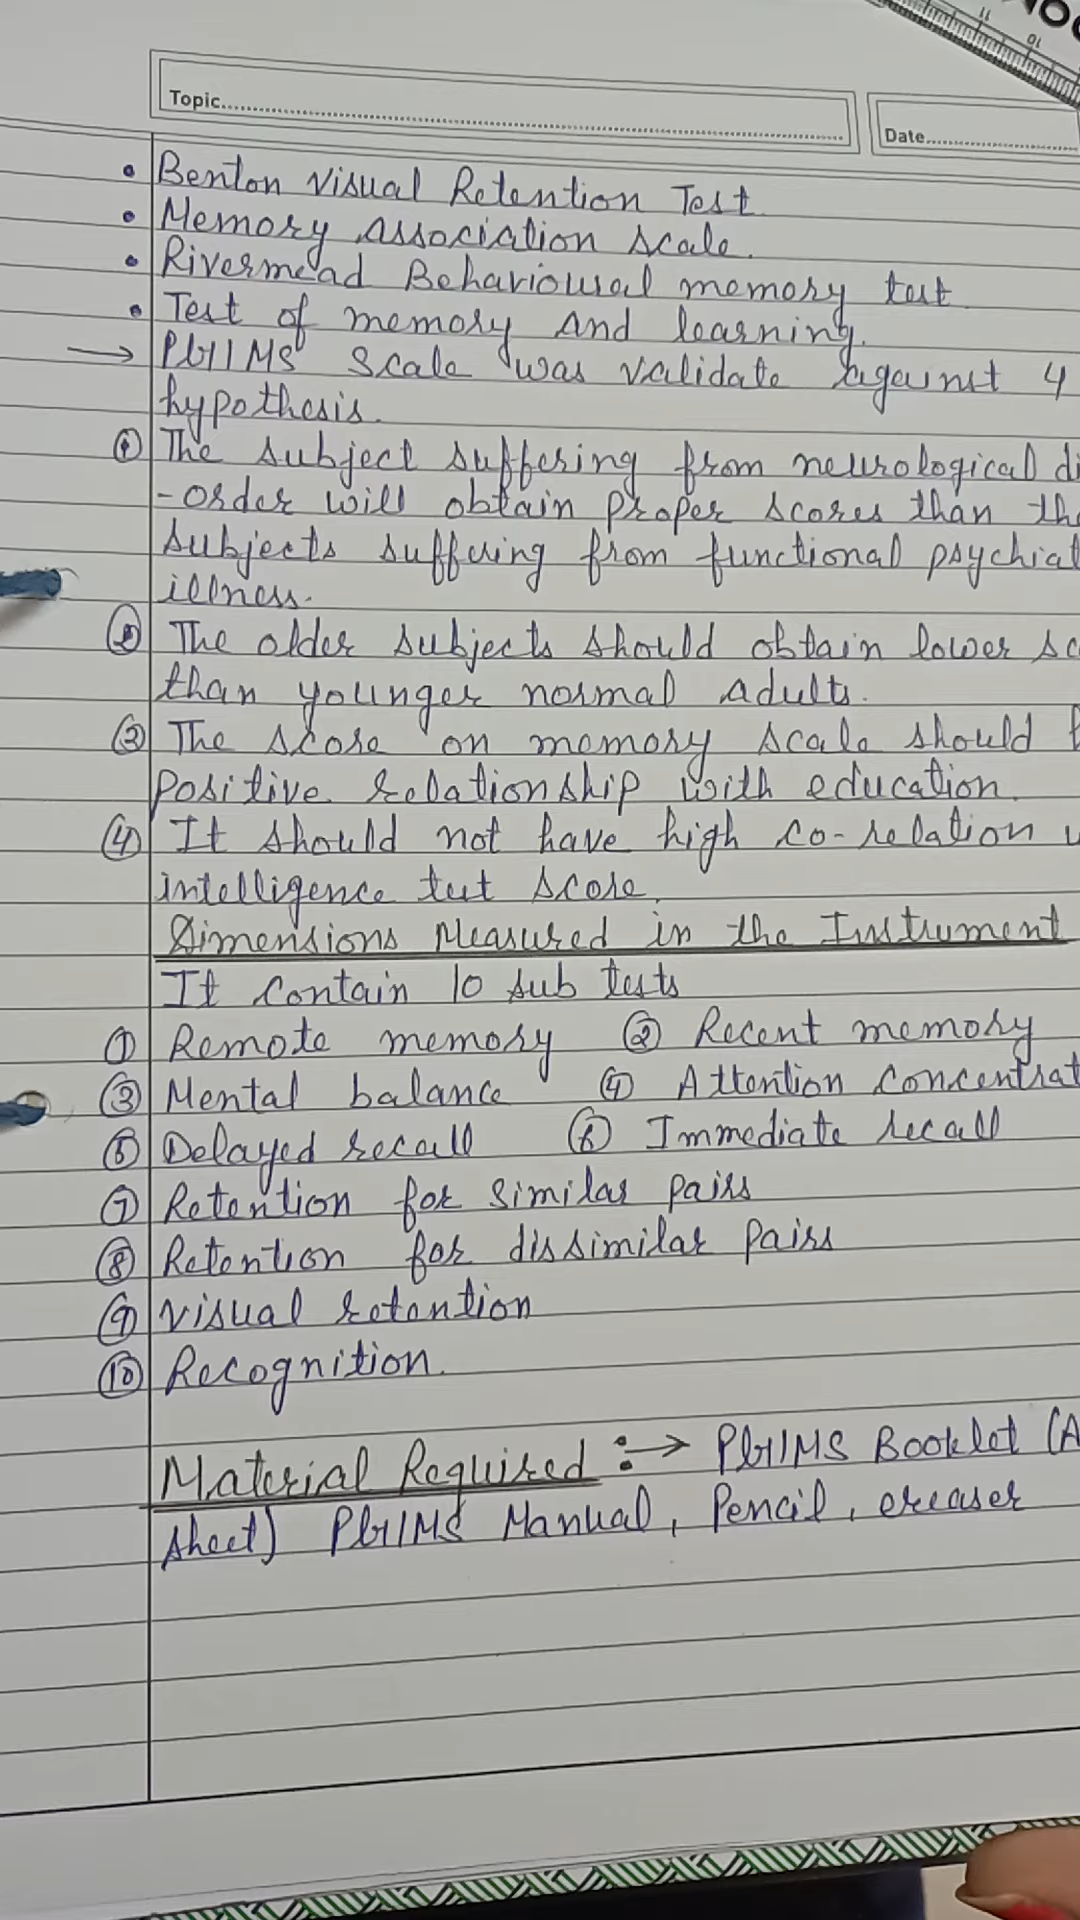 Topic
Date
• Benton Visual Retention Test
• Memory Association Scale.
• Rivermead Behavioural memory test
• Test of memory and learning.
→ PGIMS Scale was validate against 4
hypothesis.
① The subject suffering from neurological di
-order will obtain proper scores than the
subjects suffering from functional psychiat
illness.
② The older subjects should obtain lower sc
than younger normal adults.
③ The score on memory scale should
positive relationship with education.
④ It should not have high co-relation
intelligence test score.
Dimensions Measured in the Instrument
It contain 10 sub tests
① Remote memory ② Recent memory
③ Mental balance ④ Attention concentrat
⑤ Delayed recall ⑥ Immediate recall
⑦ Retention for similar pairs
⑧ Retention for dissimilar pairs
⑨ Visual retention
⑩ Recognition.
Material Required :→ PGIMS Booklet (A
sheet) PGIMS Manual, Pencil, ereaser